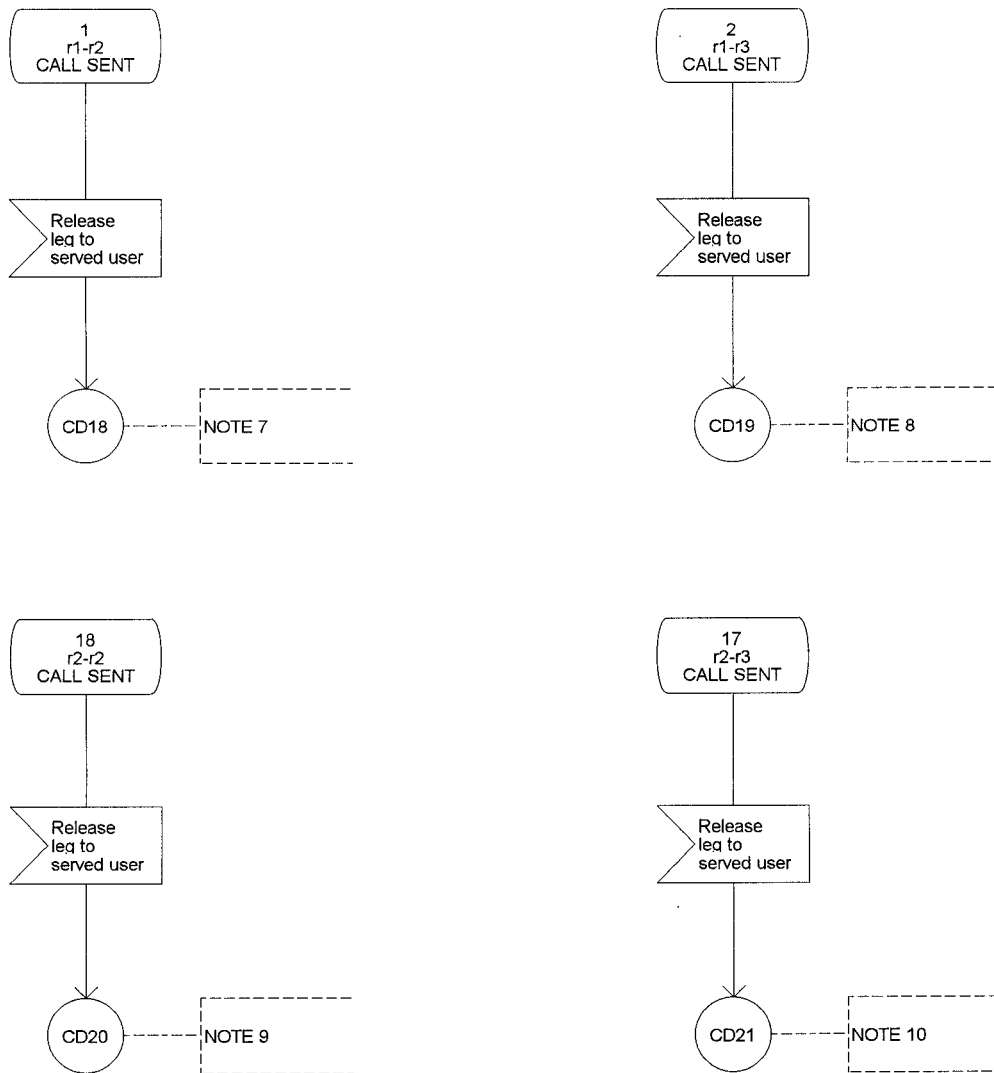 1
r1-r2
CALL SENT
Release
leg to
served user
CD18
NOTE 7
2
r1-r3
CALL SENT
Release
leg to
served user
CD19
NOTE 8
18
r2-r2
CALL SENT
Release
leg to
served user
CD20
NOTE 9
17
r2-r3
CALL SENT
Release
leg to
served user
CD21
NOTE 10